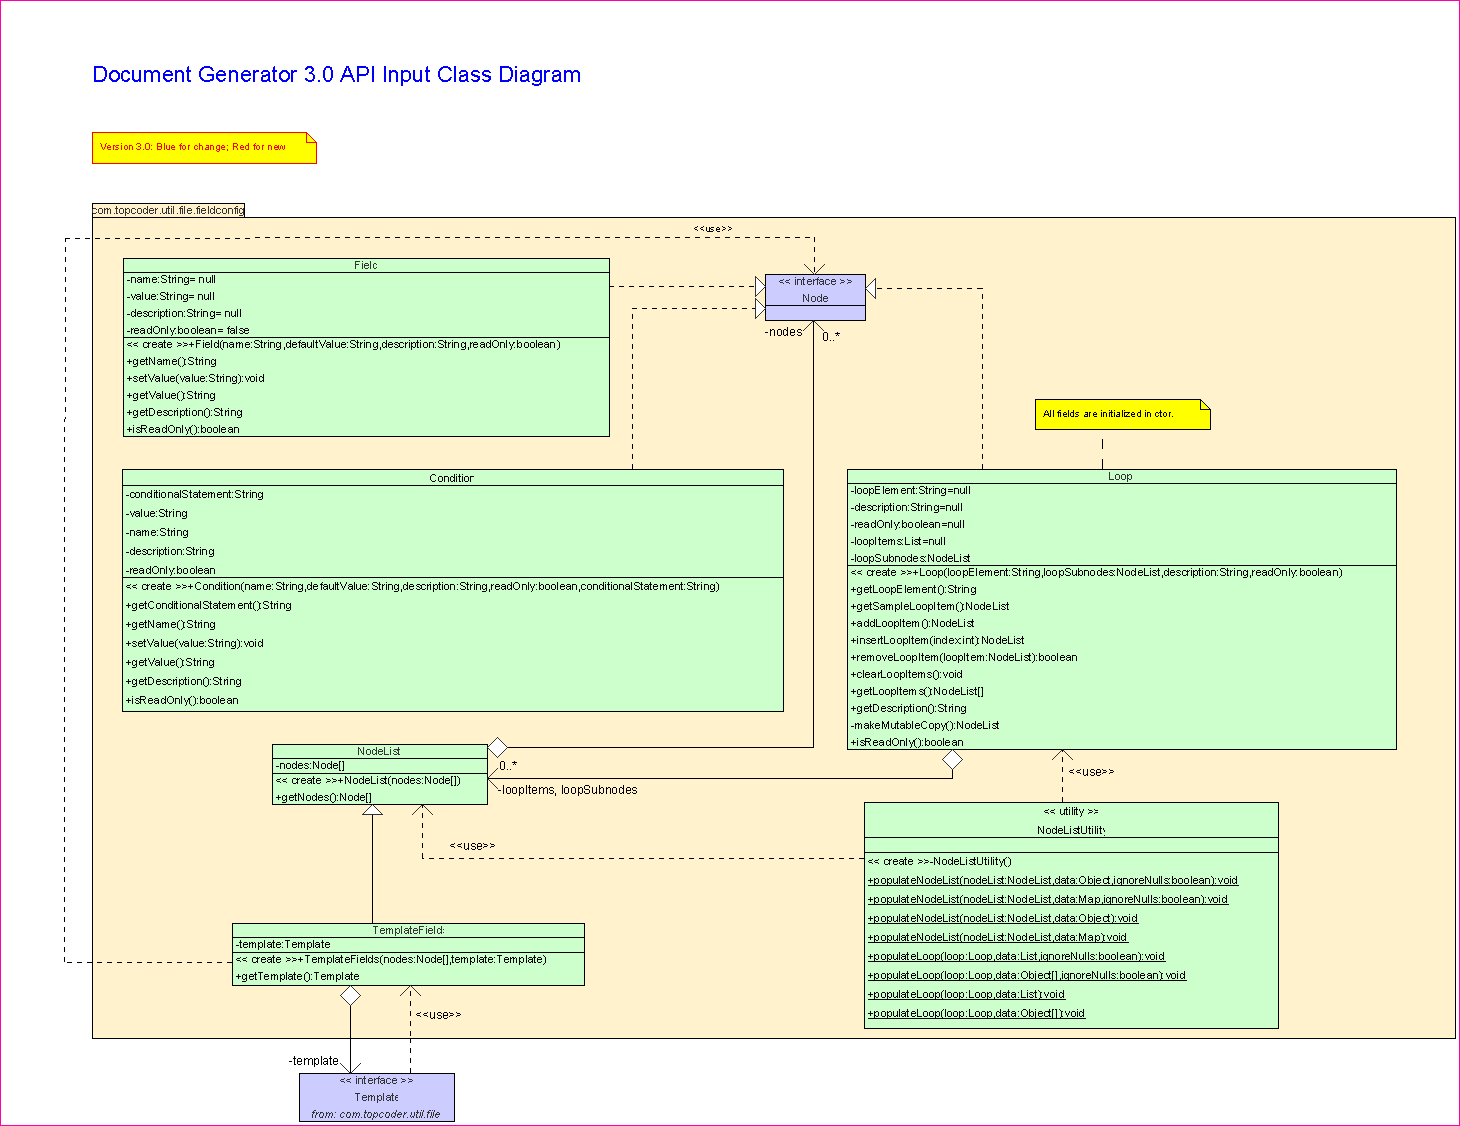 Document Generator 3.0 API Input Class Diagram
Version 3.0: Blue for change; Red for new
com.topcoder.util.file.fieldconfig
<<use>>
Field
-name:String= null
-value:String= null
-description:String= null
-readOnly:boolean= false
<< create >>+Field(name:String,defaultValue:String,description:String,readOnly:boolean)
+getName():String
+setValue(value:String):void
+getValue():String
+getDescription():String
+isReadOnly():boolean
<< interface >>
Node
-nodes
0..*
All fields are initialized in ctor.
Condition
-conditionalStatement:String
-value:String
-name:String
-description:String
-readOnly:boolean
<< create >>+Condition(name:String,defaultValue:String,description:String,readOnly:boolean,conditionalStatement:String)
+getConditionalStatement():String
+getName():String
+setValue(value:String):void
+getValue():String
+getDescription():String
+isReadOnly():boolean
Loop
-loopElement:String=null
-description:String=null
-readOnly:boolean=null
-loopItems:List=null
-loopSubnodes:NodeList
<< create >>+Loop(loopElement:String,loopSubnodes:NodeList,description:String,readOnly:boolean)
+getLoopElement():String
+getSampleLoopItem():NodeList
+addLoopItem():NodeList
+insertLoopItem(index:int):NodeList
+removeLoopItem(loopItem:NodeList):boolean
+clearLoopItems():void
+getLoopItems():NodeList[]
+getDescription():String
-makeMutableCopy():NodeList
+isReadOnly():boolean
NodeList
-nodes:Node[]
<< create >>+NodeList(nodes:Node[])
+getNodes():Node[]
0..*
-loopItems, loopSubnodes
<<use>>
<<use>>
<< utility >>
NodeListUtility
<< create >>-NodeListUtility()
+populateNodeList(nodeList:NodeList,data:Object,ignoreNulls:boolean):void
+populateNodeList(nodeList:NodeList,data:Map,ignoreNulls:boolean):void
+populateNodeList(nodeList:NodeList,data:Object):void
+populateNodeList(nodeList:NodeList,data:Map):void
+populateLoop(loop:Loop,data:List,ignoreNulls:boolean):void
+populateLoop(loop:Loop,data:Object[],ignoreNulls:boolean):void
+populateLoop(loop:Loop,data:List):void
+populateLoop(loop:Loop,data:Object[]):void
TemplateFields
-template:Template
<< create >>+TemplateFields(nodes:Node[],template:Template)
+getTemplate():Template
<<use>>
-template
<< interface >>
Template
from: com.topcoder.util.file